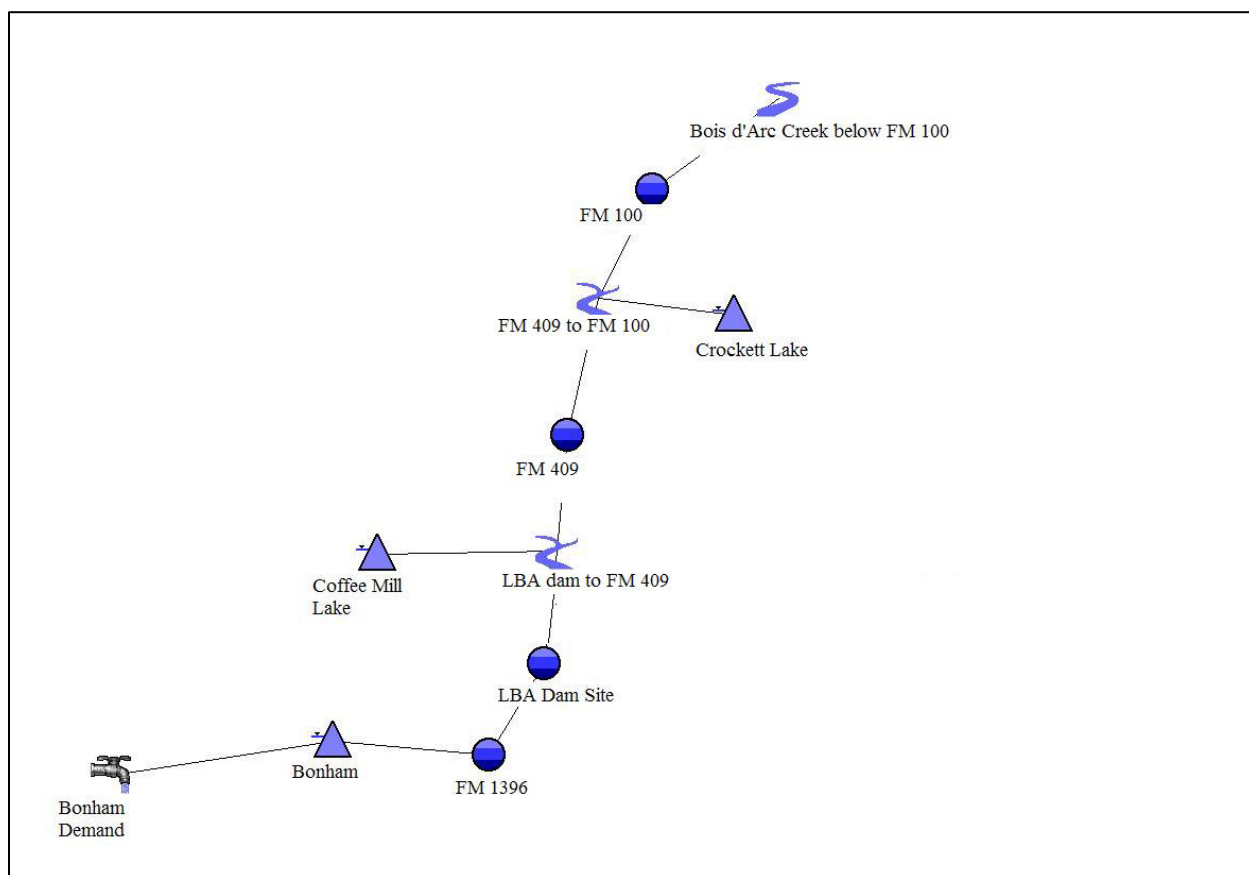 Bois d'Arc Creek below FM 100
FM 100
FM 409 to FM 100
Crockett Lake
FM 409
Coffee Mill
Lake
LBA dam to FM 409
LBA Dam Site
Bonham
FM 1396
Bonham
Demand